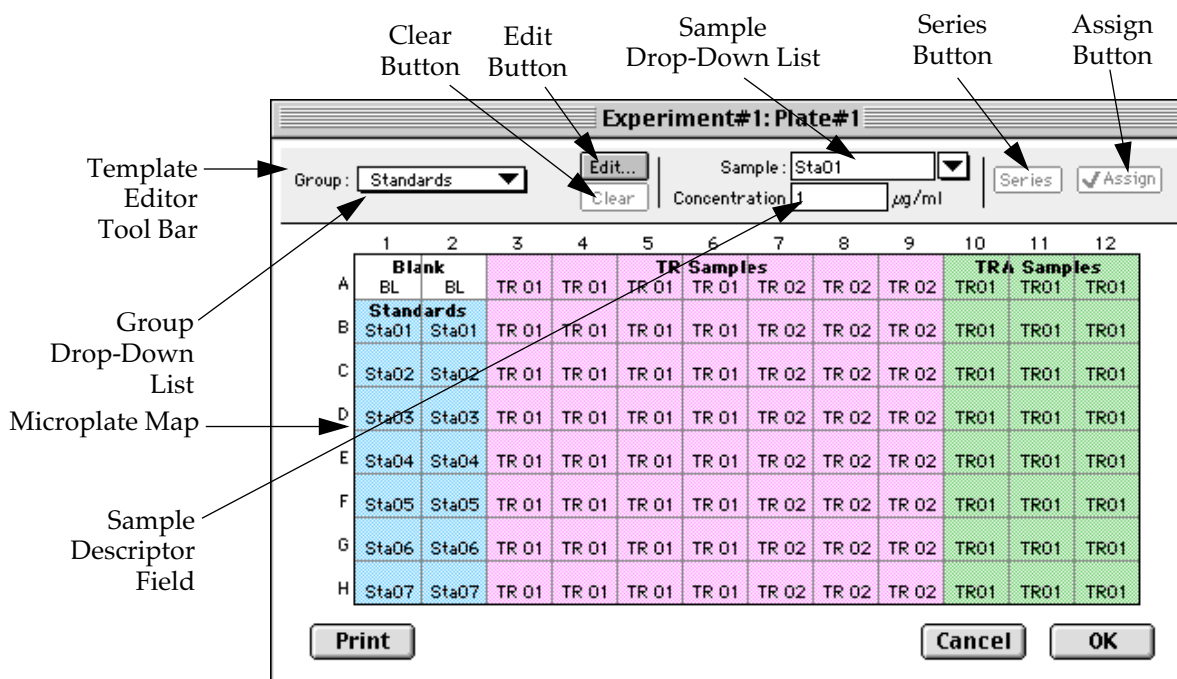 Clear
Button
Edit
Button
Sample
Drop-Down List
Series
Button
Assign
Button
Experiment#1: Plate#1
Template
Editor
Tool Bar
Group: Standards
Edit...
Clear
Sample: Sta01
Concentration 1 µg/ml
Series
Assign
1 2 3 4 5 6 7 8 9 10 11 12
Blank TR Samples TRA Samples
A BL BL TR 01 TR 01 TR 01 TR 01 TR 02 TR 02 TR 02 TR01 TR01 TR01
Standards
B Sta01 Sta01 TR 01 TR 01 TR 01 TR 01 TR 02 TR 02 TR 02 TR01 TR01 TR01
C Sta02 Sta02 TR 01 TR 01 TR 01 TR 01 TR 02 TR 02 TR 02 TR01 TR01 TR01
D Sta03 Sta03 TR 01 TR 01 TR 01 TR 01 TR 02 TR 02 TR 02 TR01 TR01 TR01
E Sta04 Sta04 TR 01 TR 01 TR 01 TR 01 TR 02 TR 02 TR 02 TR01 TR01 TR01
F Sta05 Sta05 TR 01 TR 01 TR 01 TR 01 TR 02 TR 02 TR 02 TR01 TR01 TR01
G Sta06 Sta06 TR 01 TR 01 TR 01 TR 01 TR 02 TR 02 TR 02 TR01 TR01 TR01
H Sta07 Sta07 TR 01 TR 01 TR 01 TR 01 TR 02 TR 02 TR 02 TR01 TR01 TR01
Group
Drop-Down
List
Microplate Map
Sample
Descriptor
Field
Print
Cancel
OK